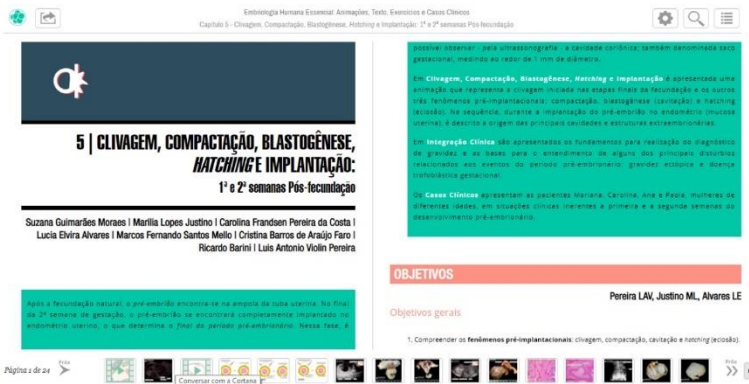 Embriologia Humana Essencial: Animações, Texto, Exercícios e Casos Clínicos
Capítulo 5 - Clivagem, Compactação, Blastogênese, Hatching e Implantação: 1ª e 2ª semanas Pós-fecundação
5 | CLIVAGEM, COMPACTAÇÃO, BLASTOGÊNESE,
HATCHING E IMPLANTAÇÃO:
1ª e 2ª semanas Pós-fecundação
Suzana Guimarães Moraes | Marilia Lopes Justino | Carolina Frandsen Pereira da Costa |
Lucia Elvira Alvares | Marcos Fernando Santos Mello | Cristina Barros de Araújo Faro |
Ricardo Barini | Luis Antonio Violin Pereira
Após a fecundação natural, o pré-embrião encontra-se na ampola da tuba uterina. No final
da 2ª semana de gestação, o pré-embrião se encontrará completamente implantado no
endométrio uterino, o que determina o final do período pré-embrionário. Nessa fase, é
possível observar - pela ultrassonografia - a cavidade coriônica; também denominada saco
gestacional, medindo ao redor de 1 mm de diâmetro.
Em Clivagem, Compactação, Blastogênese, Hatching e Implantação é apresentada uma
animação que representa a clivagem iniciada nas etapas finais da fecundação e os outros
três fenômenos pré-implantacionais: compactação, blastogênese (cavitação) e hatching
(eclosão). Na sequência, durante a implantação do pré-embrião no endométrio (mucosa
uterina), é descrito a origem das principais cavidades e estruturas extraembrionárias.
Em Integração Clínica são apresentados os fundamentos para realização do diagnóstico
de gravidez e as bases para o entendimento de alguns dos principais distúrbios
relacionados aos eventos do período pré-embrionário: gravidez ectópica e doença
trofoblástica gestacional.
Os Casos Clínicos apresentam as pacientes Mariana, Carolina, Ana e Paola, mulheres de
diferentes idades, em situações clínicas inerentes a primeira e a segunda semanas do
desenvolvimento pré-embrionário.
OBJETIVOS
Pereira LAV, Justino ML, Alvares LE
Objetivos gerais
1. Compreender os fenômenos pré-implantacionais: clivagem, compactação, cavitação e hatching (eclosão).
Página 1 de 24
Próx
Conversar com a Cortana
Próx